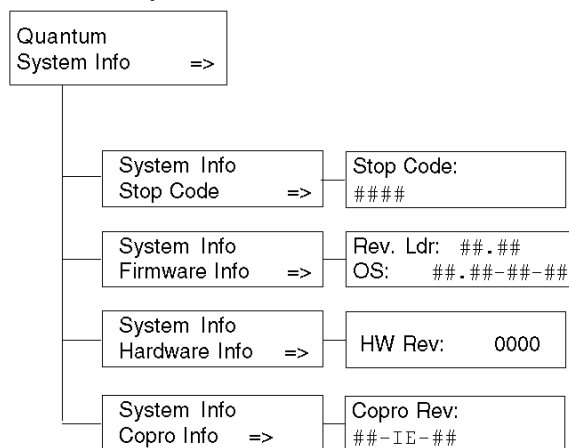 Quantum
System Info =>
System Info
Stop Code =>
Stop Code:
####
System Info
Firmware Info =>
Rev. Ldr: ##.##
OS: ##.##-##-##
System Info
Hardware Info =>
HW Rev: 0000
System Info
Copro Info =>
Copro Rev:
##-IE-##